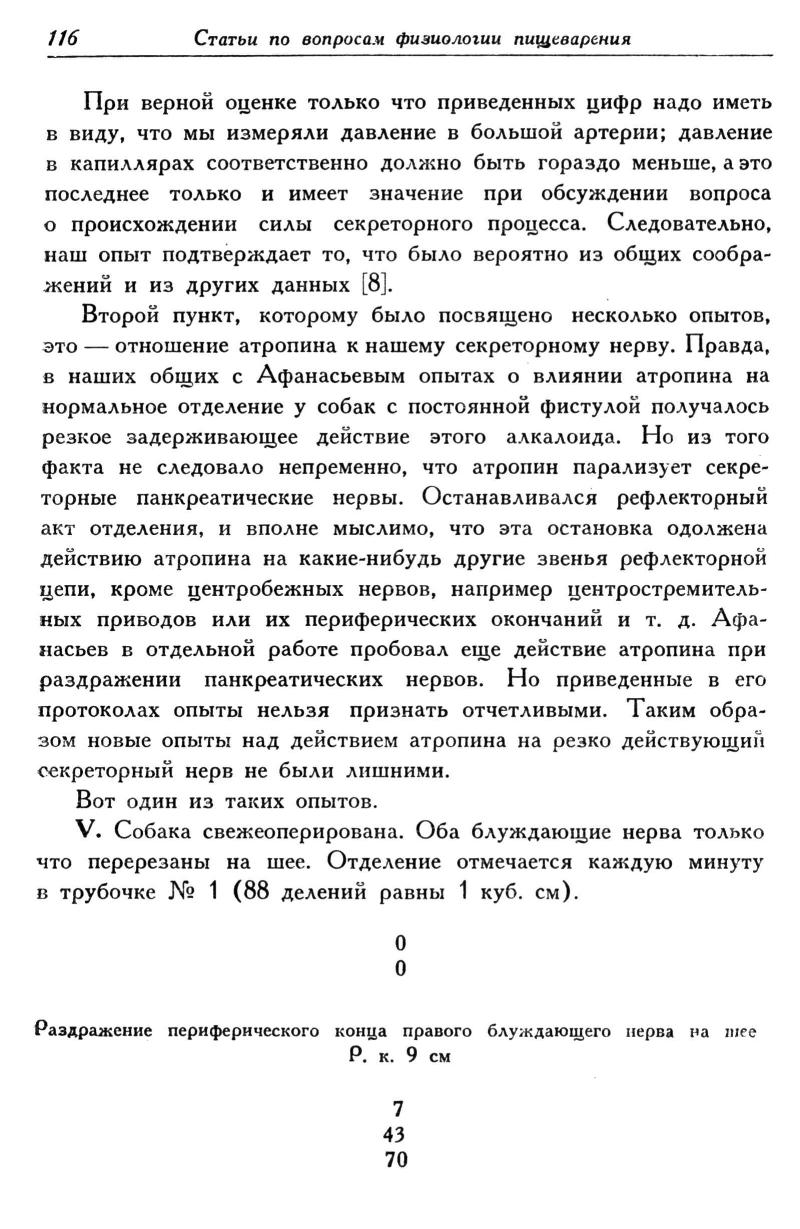 116 Статьи по вопросам физиологии пищеварения
При верной оценке только что приведенных цифр надо иметь
в виду, что мы измеряли давление в большой артерии; давление
в капиллярах соответственно должно быть гораздо меньше, а это
последнее только и имеет значение при обсуждении вопроса
о происхождении силы секреторного процесса. Следовательно,
наш опыт подтверждает то, что было вероятно из общих сообра-
жений и из других данных [8].
Второй пункт, которому было посвящено несколько опытов,
это — отношение атропина к нашему секреторному нерву. Правда,
в наших общих с Афанасьевым опытах о влиянии атропина на
нормальное отделение у собак с постоянной фистулой получалось
резкое задерживающее действие этого алкалоида. Но из того
факта не следовало непременно, что атропин парализует секре-
торные панкреатические нервы. Останавливался рефлекторный
акт отделения, и вполне мыслимо, что эта остановка одолжена
действию атропина на какие-нибудь другие звенья рефлекторной
цепи, кроме центробежных нервов, например центростремитель-
ных приводов или их периферических окончаний и т. д. Афа-
насьев в отдельной работе пробовал еще действие атропина при
раздражении панкреатических нервов. Но приведенные в его
протоколах опыты нельзя признать отчетливыми. Таким обра-
зом новые опыты над действием атропина на резко действующий
секреторный нерв не были лишними.
Вот один из таких опытов.
V. Собака свежеоперирована. Оба блуждающие нерва только
что перерезаны на шее. Отделение отмечается каждую минуту
в трубочке № 1 (88 делений равны 1 куб. см).
0
0
Раздражение периферического конца правого блуждающего нерва на шее
Р. к. 9 см
7
43
70